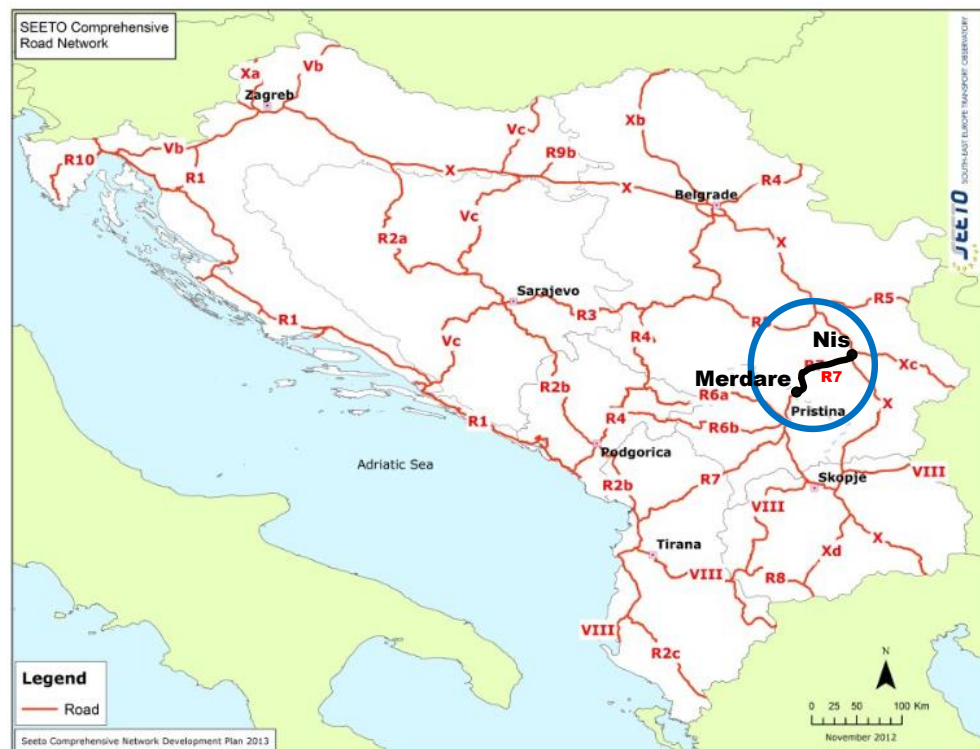 SEETO Comprehensive
Road Network
SEETO SOUTH-EAST EUROPE TRANSPORT OBSERVATORY
Xa
Vb
Zagreb
R10
Vb
R1
Vc
R9b
X
X
Xb
Belgrade
R4
X
R2a
Vc
Sarajevo
R3
R5
R5
R1
Vc
R4
Nis
Merdare
R7
R7
Xc
Pristina
X
R2b
R6a
R6b
R1
R4
Podgorica
Adriatic Sea
R2b
R7
Skopje
VIII
VIII
Tirana
VIII
Xd
X
R8
VIII
R2c
N
Legend
Road
0 25 50 100 Km
November 2012
Seeto Comprehensive Network Development Plan 2013